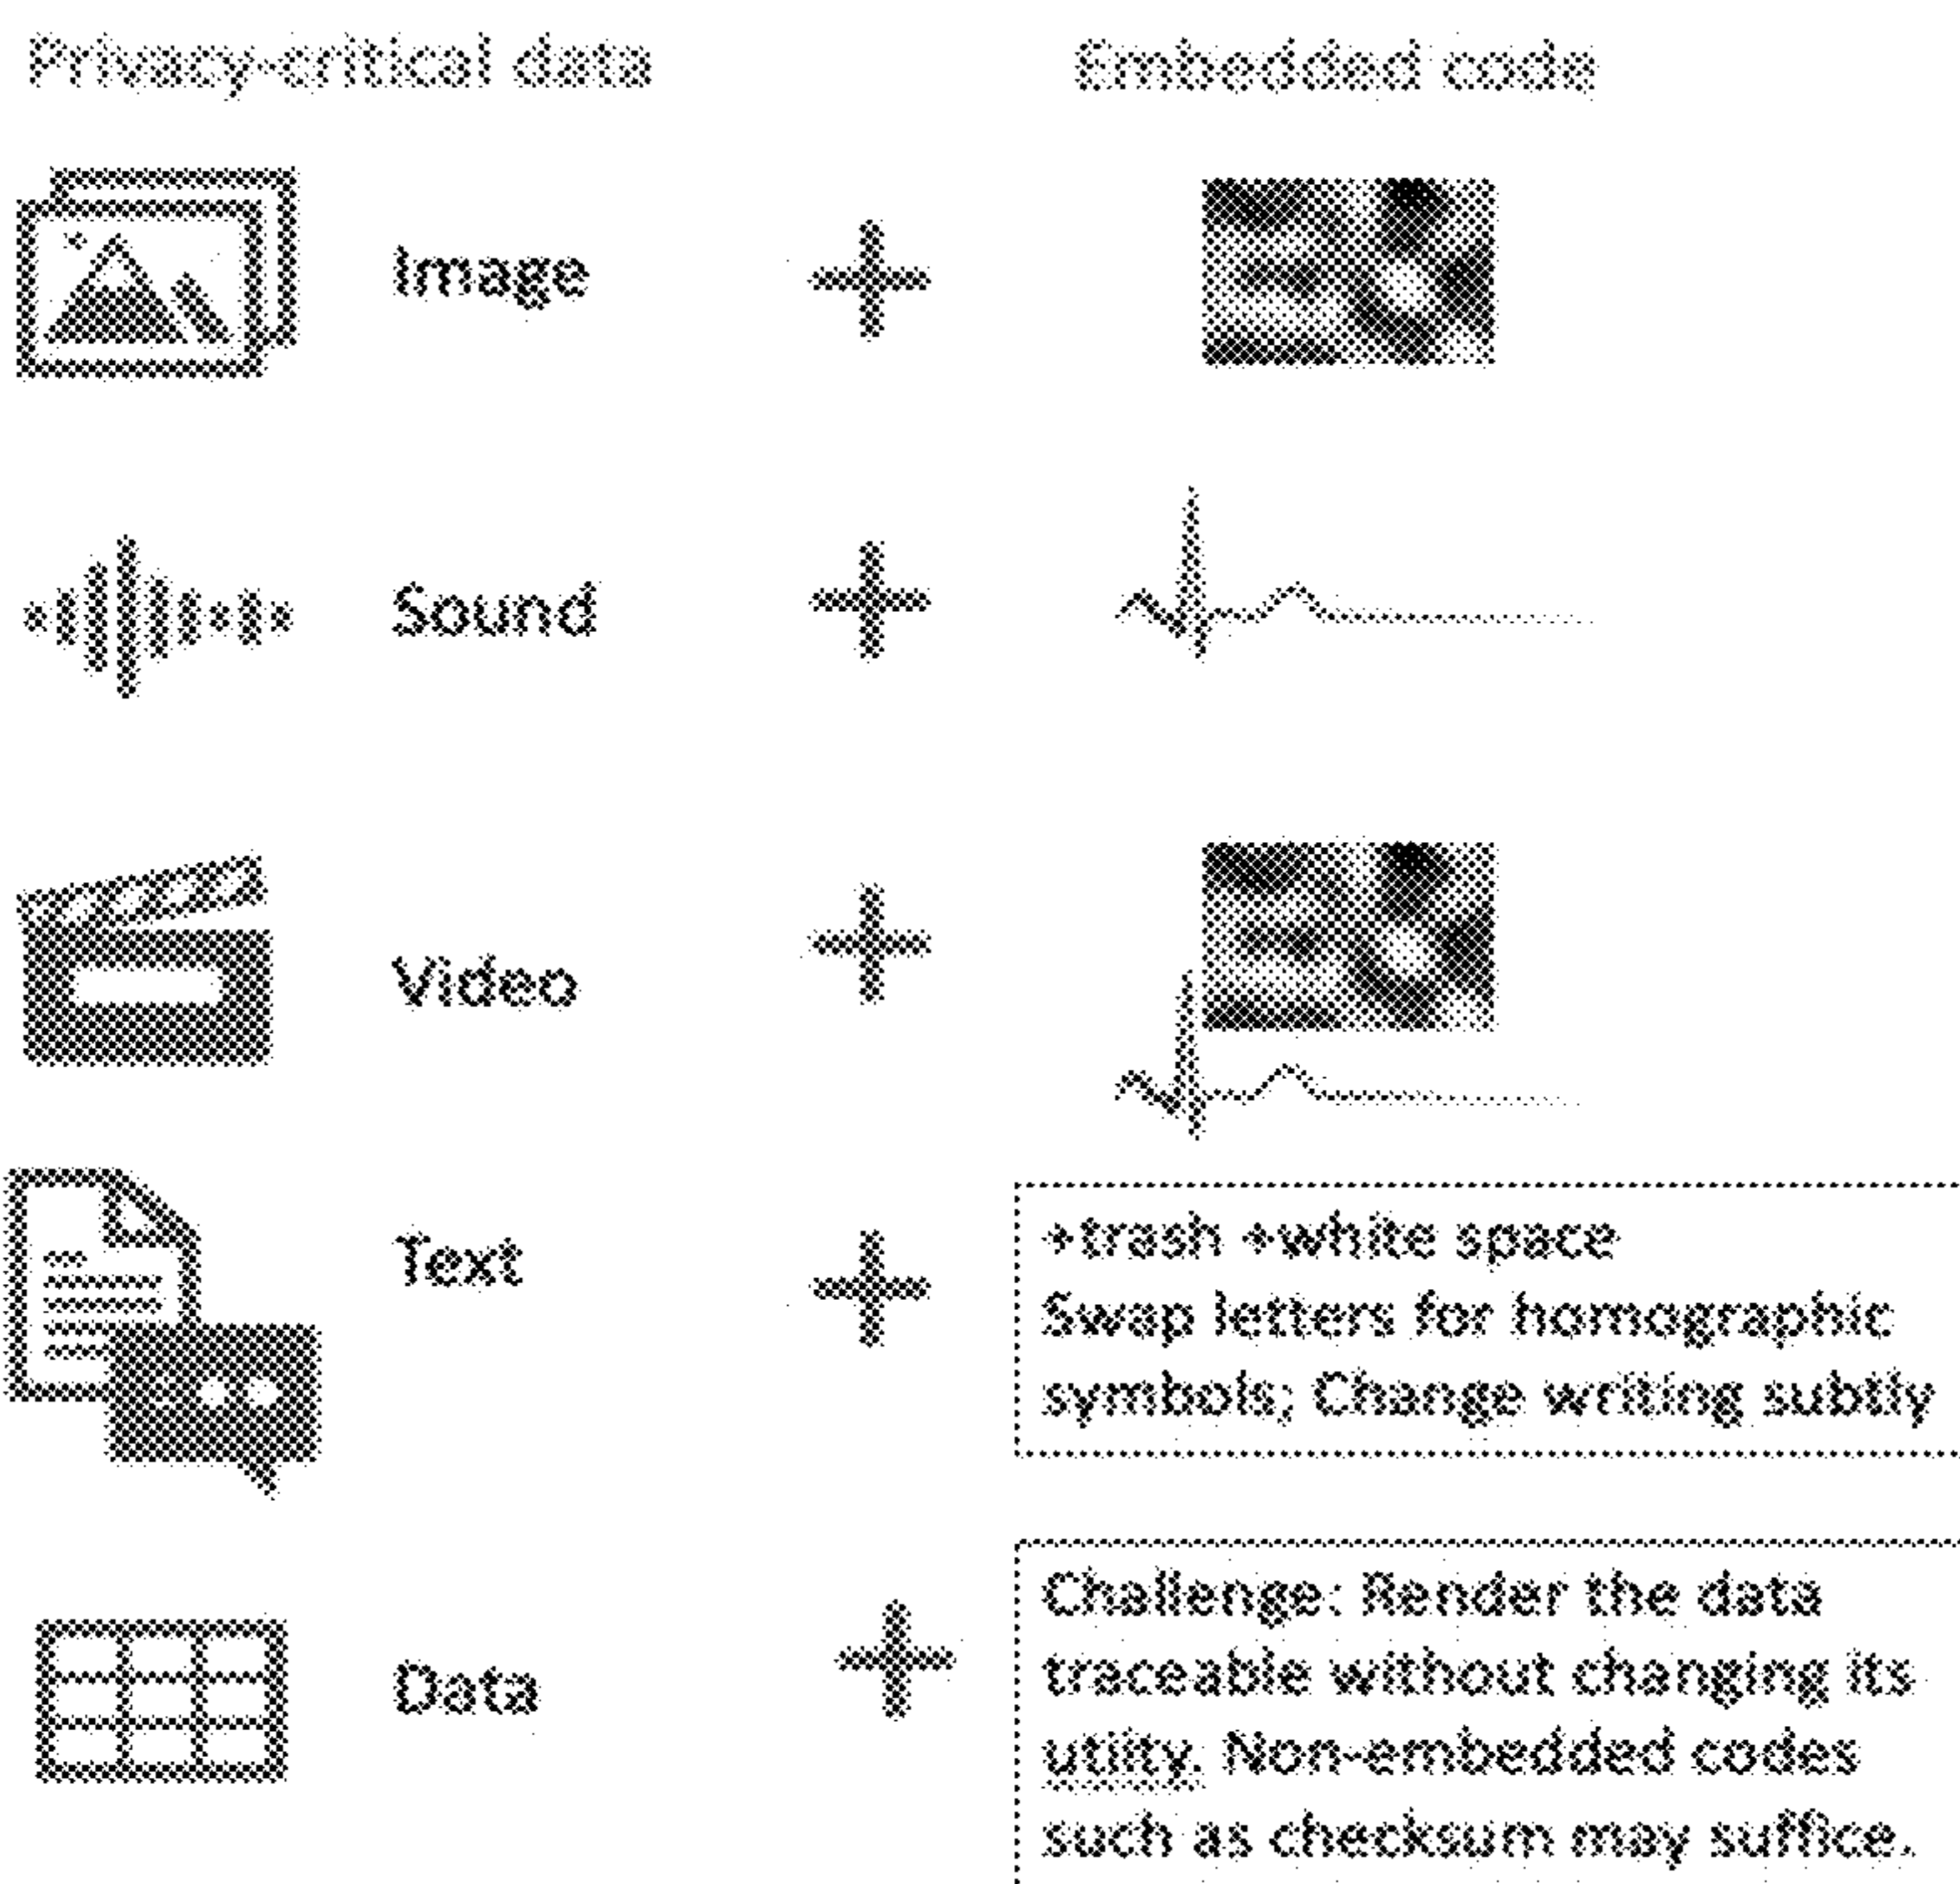 Privacy-critical data
Embedded code
Image
Sound
Video
Text
+trash +white space
Swap letters for homographic
symbols; Change writing subtly
Data
Challenge: Render the data
traceable without changing its
utility. Non-embedded codes
such as checksum may suffice.